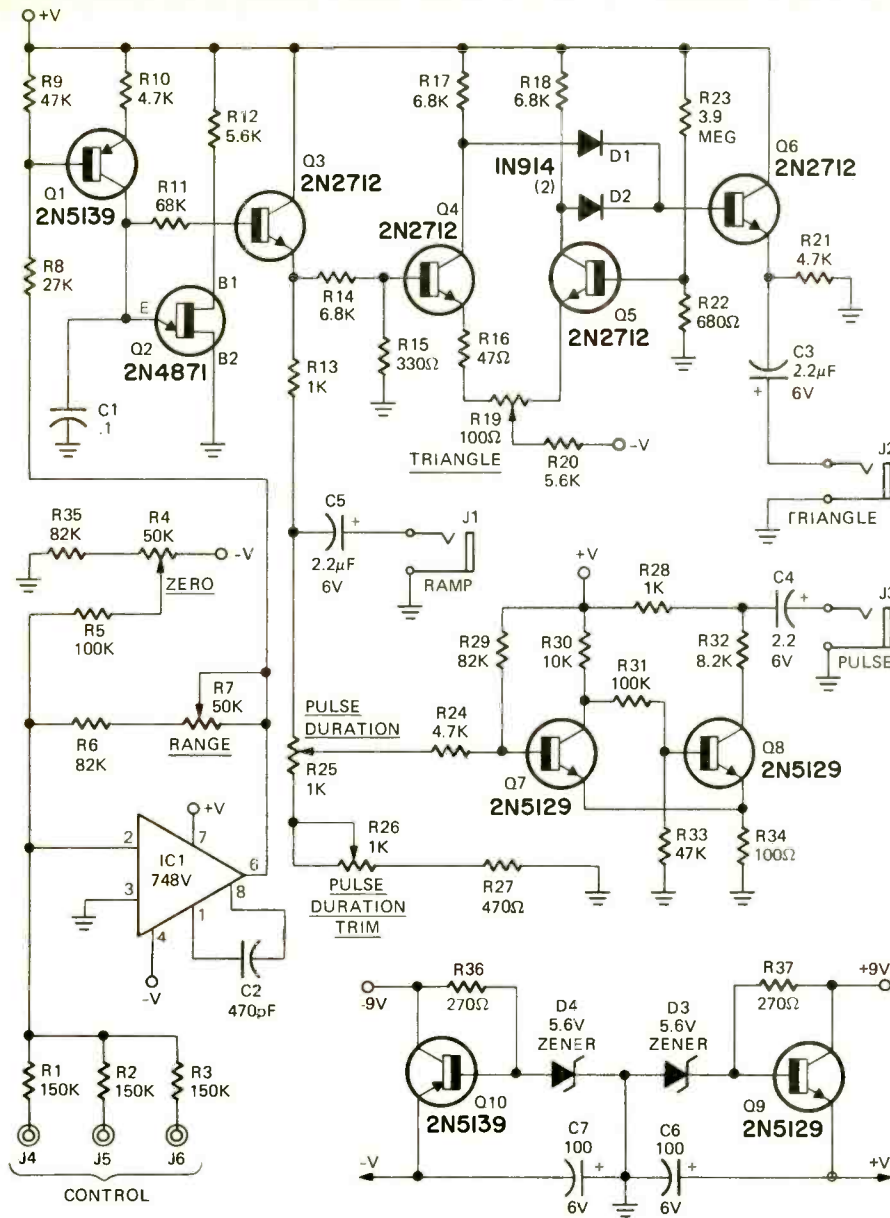 +V
R9
47K
R10
4.7K
R12
5.6K
Q1
2N5139
R11
68K
Q3
2N2712
R8
27K
E
B1
B2
Q2
2N4871
C1
.1
R14
6.8K
R13
1K
R15
330Ω
R17
6.8K
R18
6.8K
Q4
2N2712
1N914
(2)
D1
D2
R16
47Ω
Q5
2N2712
R19
100Ω
TRIANGLE
R20
5.6K
-V
R23
3.9
MEG
R22
680Ω
Q6
2N2712
R21
4.7K
C3
2.2µF
6V
+
J2
TRIANGLE
R35
82K
R4
50K
-V
ZERO
R5
100K
R7
50K
RANGE
R6
82K
C5
+
2.2µF
6V
J1
RAMP
PULSE
DURATION
R25
1K
R24
4.7K
R26
1K
PULSE
DURATION
TRIM
R27
470Ω
+V
R28
1K
R29
82K
R30
10K
R31
100K
R32
8.2K
C4
+
2.2
6V
J3
PULSE
Q7
2N5129
Q8
2N5129
R33
47K
R34
100Ω
+V
7
2
IC1
748V
6
3
8
1
4
-V
C2
470pF
R1
150K
R2
150K
R3
150K
J4
J5
J6
CONTROL
-9V
R36
270Ω
D4
5.6V
ZENER
D3
5.6V
ZENER
R37
270Ω
+9V
Q10
2N5139
Q9
2N5129
C7
100
+
6V
C6
100
+
6V
-V
+V